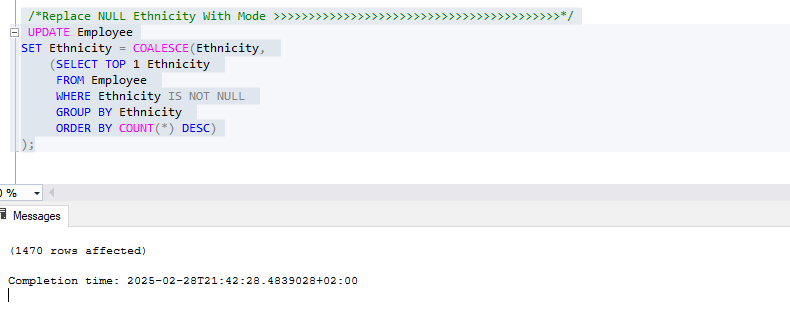 /*Replace NULL Ethnicity With Mode >>>>>>>>>>>>>>>>>>>>>>>>>>>>>>>>>>>>>>>>>*/
UPDATE Employee
SET Ethnicity = COALESCE(Ethnicity,
(SELECT TOP 1 Ethnicity
FROM Employee
WHERE Ethnicity IS NOT NULL
GROUP BY Ethnicity
ORDER BY COUNT(*) DESC)
);
0 %
Messages
(1470 rows affected)
Completion time: 2025-02-28T21:42:28.4839028+02:00